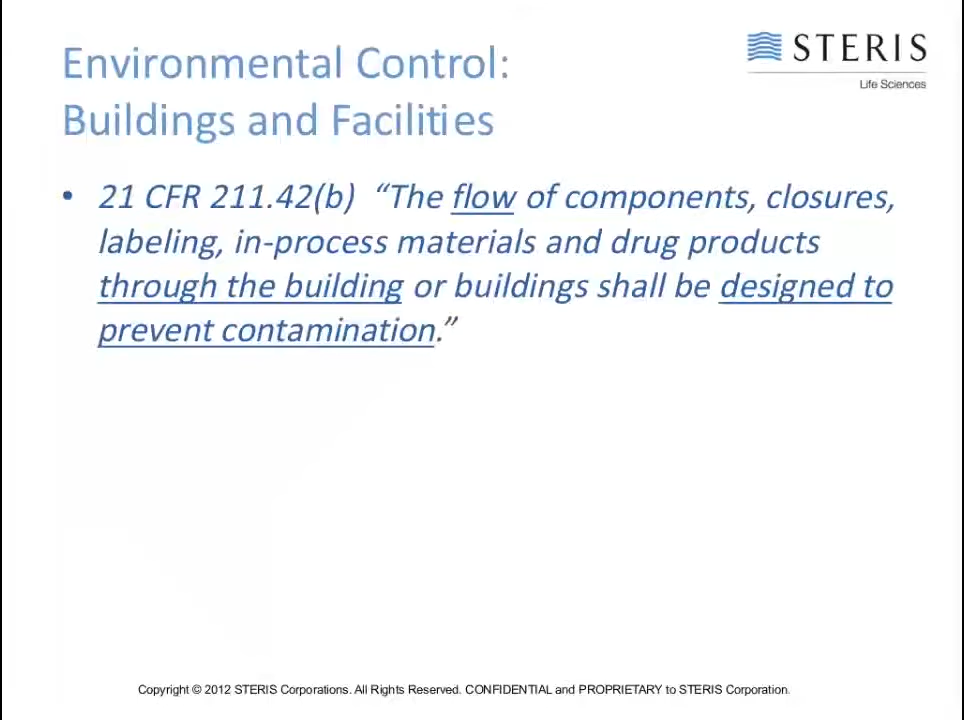 Environmental Control:
Buildings and Facilities
STERIS
Life Sciences
• 21 CFR 211.42(b) “The flow of components, closures,
labeling, in-process materials and drug products
through the building or buildings shall be designed to
prevent contamination.”
Copyright © 2012 STERIS Corporations. All Rights Reserved. CONFIDENTIAL and PROPRIETARY to STERIS Corporation.